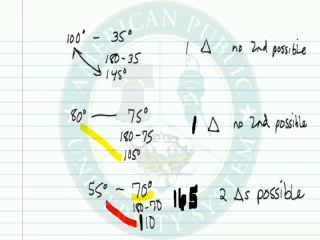 100° - 35° 1 Δ no 2nd possible
180-35
145°
80° — 75° 1 Δ no 2nd possible
180-75
105°
55° ~ 70° 165 2 Δs possible
180-70
110
AMERICAN PUBLIC
UNIVERSITY SYSTEM